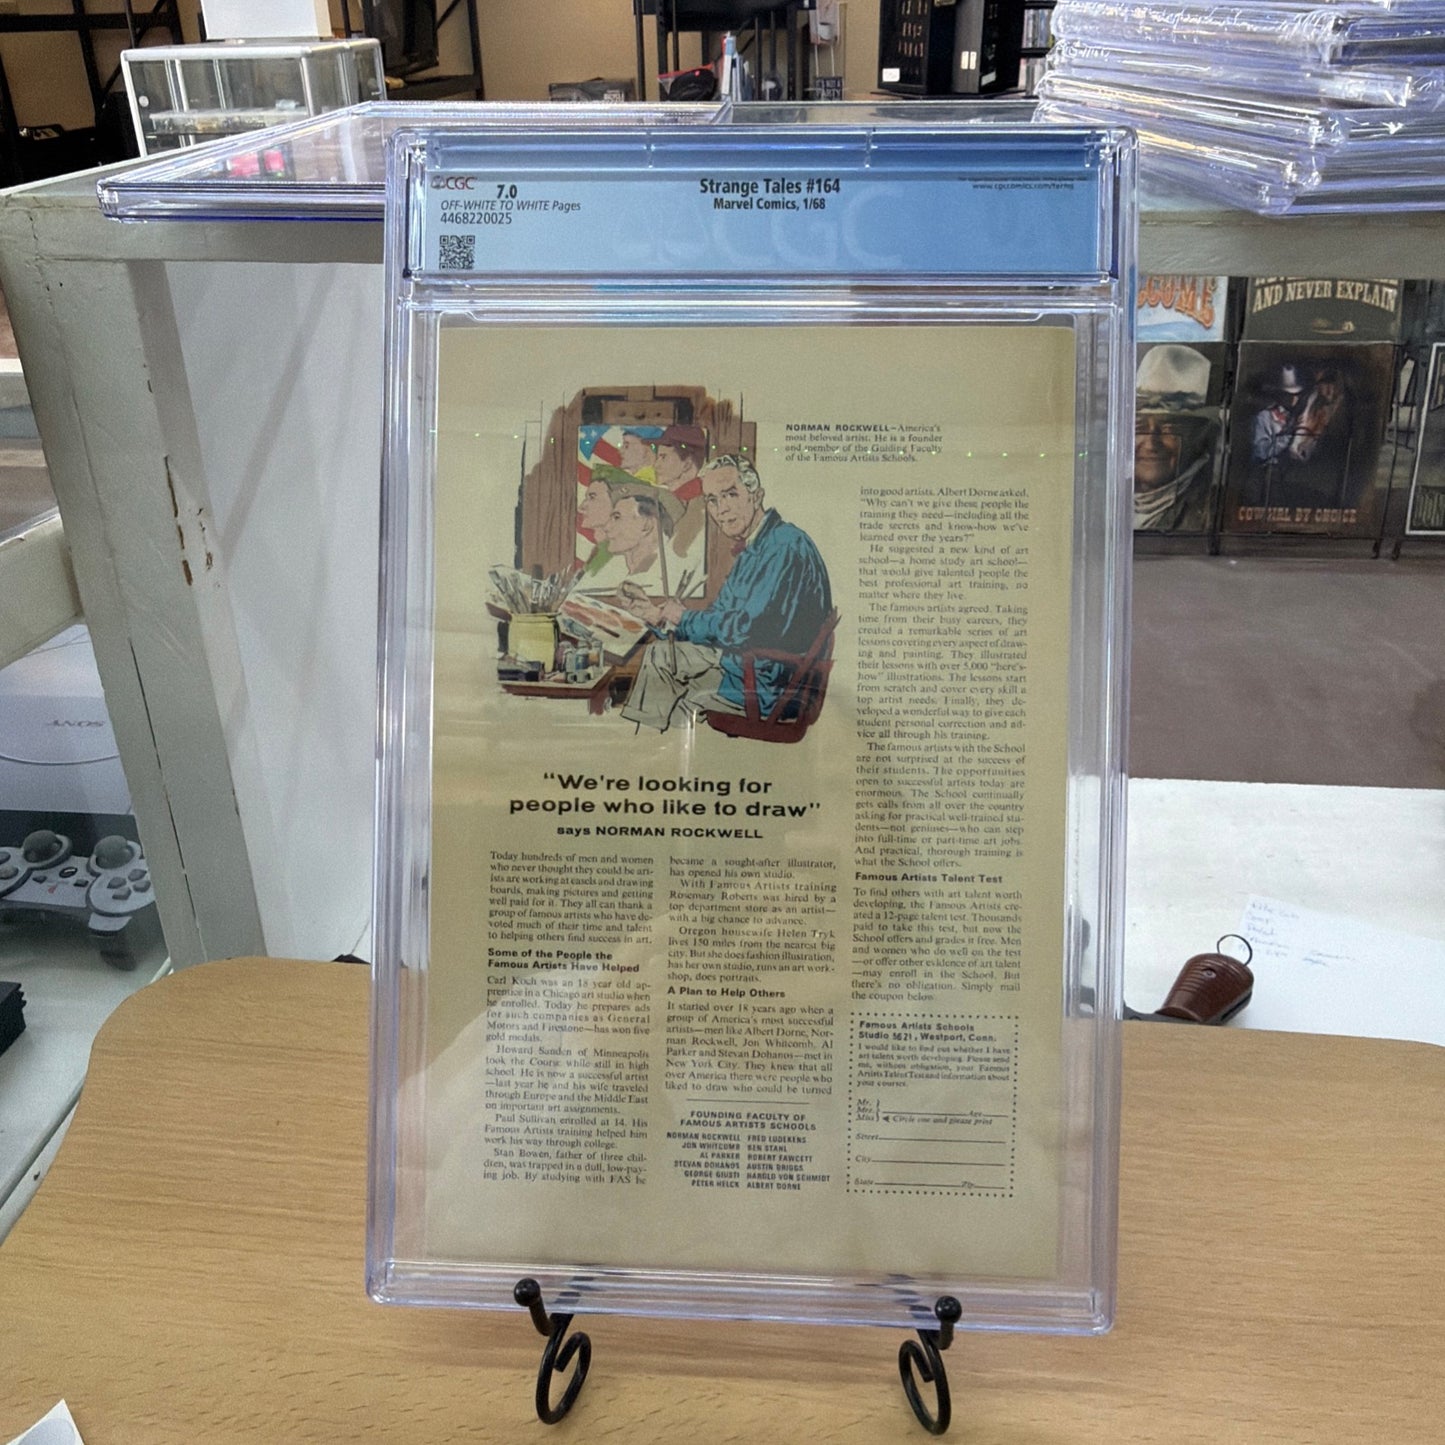 CGC
7.0
OFF-WHITE TO WHITE Pages
4468220025
Strange Tales #164
Marvel Comics, 1/68
www.cgccomics.com/terms
AND NEVER EXPLAIN
COWGIRL BY CHOICE
SONY
NORMAN ROCKWELL—America's
most beloved artist. He is a founder
and member of the Guiding Faculty
of the Famous Artists Schools.
"We're looking for
people who like to draw"
says NORMAN ROCKWELL
Today hundreds of men and women
who never thought they could be art-
ists are working at easels and drawing
boards, making pictures and getting
well paid for it. They all can thank a
group of famous artists who have de-
voted much of their time and talent
to helping others find success in art.
Some of the People the
Famous Artists Have Helped
Carl Koch was an 18 year old ap-
prentice in a Chicago art studio when
he enrolled. Today he prepares ads
for such companies as General
Motors and Firestone—has won five
gold medals.
Howard Sanden of Minneapolis
took the Course while still in high
school. He is now a successful artist
—last year he and his wife traveled
through Europe and the Middle East
on important art assignments.
Paul Sullivan enrolled at 14. His
Famous Artists training helped him
work his way through college.
Stan Bowen, father of three chil-
dren, was trapped in a dull, low-pay-
ing job. By studying with FAS he
became a sought-after illustrator,
has opened his own studio.
With Famous Artists training
Rosemary Roberts was hired by a
top department store as an artist—
with a big chance to advance.
Oregon housewife Helen Tryk
lives 150 miles from the nearest big
city. But she does fashion illustration,
has her own studio, runs an art work-
shop, does portraits.
A Plan to Help Others
It started over 18 years ago when a
group of America's most successful
artists—men like Albert Dorne, Nor-
man Rockwell, Jon Whitcomb, Al
Parker and Stevan Dohanos—met in
New York City. They knew that all
over America there were people who
liked to draw who could be turned
FOUNDING FACULTY OF
FAMOUS ARTISTS SCHOOLS
NORMAN ROCKWELL FRED LUDEKENS
JON WHITCOMB BEN STAHL
AL PARKER ROBERT FAWCETT
STEVAN DOHANOS AUSTIN BRIGGS
GEORGE GIUSTI HAROLD VON SCHMIDT
PETER HELCK ALBERT DORNE
into good artists. Albert Dorne asked,
"Why can't we give these people the
training they need—including all the
trade secrets and know-how we've
learned over the years?"
He suggested a new kind of art
school—a home study art school—
that would give talented people the
best professional art training, no
matter where they live.
The famous artists agreed. Taking
time from their busy careers, they
created a remarkable series of art
lessons covering every aspect of draw-
ing and painting. They illustrated
their lessons with over 5,000 "here's-
how" illustrations. The lessons start
from scratch and cover every skill a
top artist needs. Finally, they de-
veloped a wonderful way to give each
student personal correction and ad-
vice all through his training.
The famous artists with the School
are not surprised at the success of
their students. The opportunities
open to successful artists today are
enormous. The School continually
gets calls from all over the country
asking for practical well-trained stu-
dents—not geniuses—who can step
into full-time or part-time art jobs.
And practical, thorough training is
what the School offers.
Famous Artists Talent Test
To find others with art talent worth
developing, the Famous Artists cre-
ated a 12-page talent test. Thousands
paid to take this test, but now the
School offers and grades it free. Men
and women who do well on the test
—or offer other evidence of art talent
—may enroll in the School. But
there's no obligation. Simply mail
the coupon below.
Famous Artists Schools
Studio 5621, Westport, Conn.
I would like to find out whether I have
art talent worth developing. Please send
me, without obligation, your Famous
Artists Talent Test and information about
your courses.
Mr.
Mrs. Age
Miss Circle one and please print
Street
City
State Zip